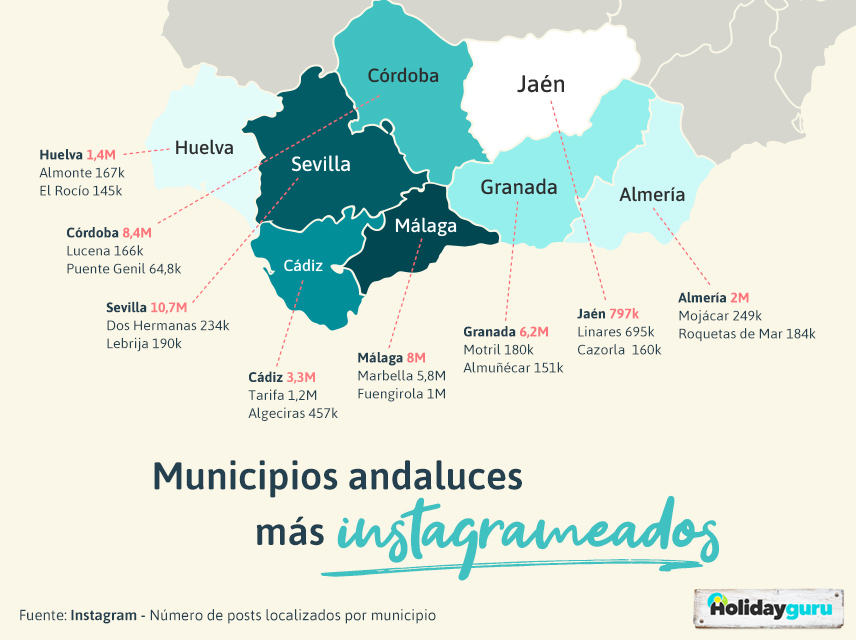 Córdoba
Jaén
Huelva
Sevilla
Granada
Almería
Málaga
Cádiz
Huelva 1,4M
Almonte 167k
El Rocío 145k
Córdoba 8,4M
Lucena 166k
Puente Genil 64,8k
Sevilla 10,7M
Dos Hermanas 234k
Lebrija 190k
Cádiz 3,3M
Tarifa 1,2M
Algeciras 457k
Málaga 8M
Marbella 5,8M
Fuengirola 1M
Granada 6,2M
Motril 180k
Almuñécar 151k
Jaén 797k
Linares 695k
Cazorla 160k
Almería 2M
Mojácar 249k
Roquetas de Mar 184k
Municipios andaluces
más instagrameados
Fuente: Instagram - Número de posts localizados por municipio
Holidayguru